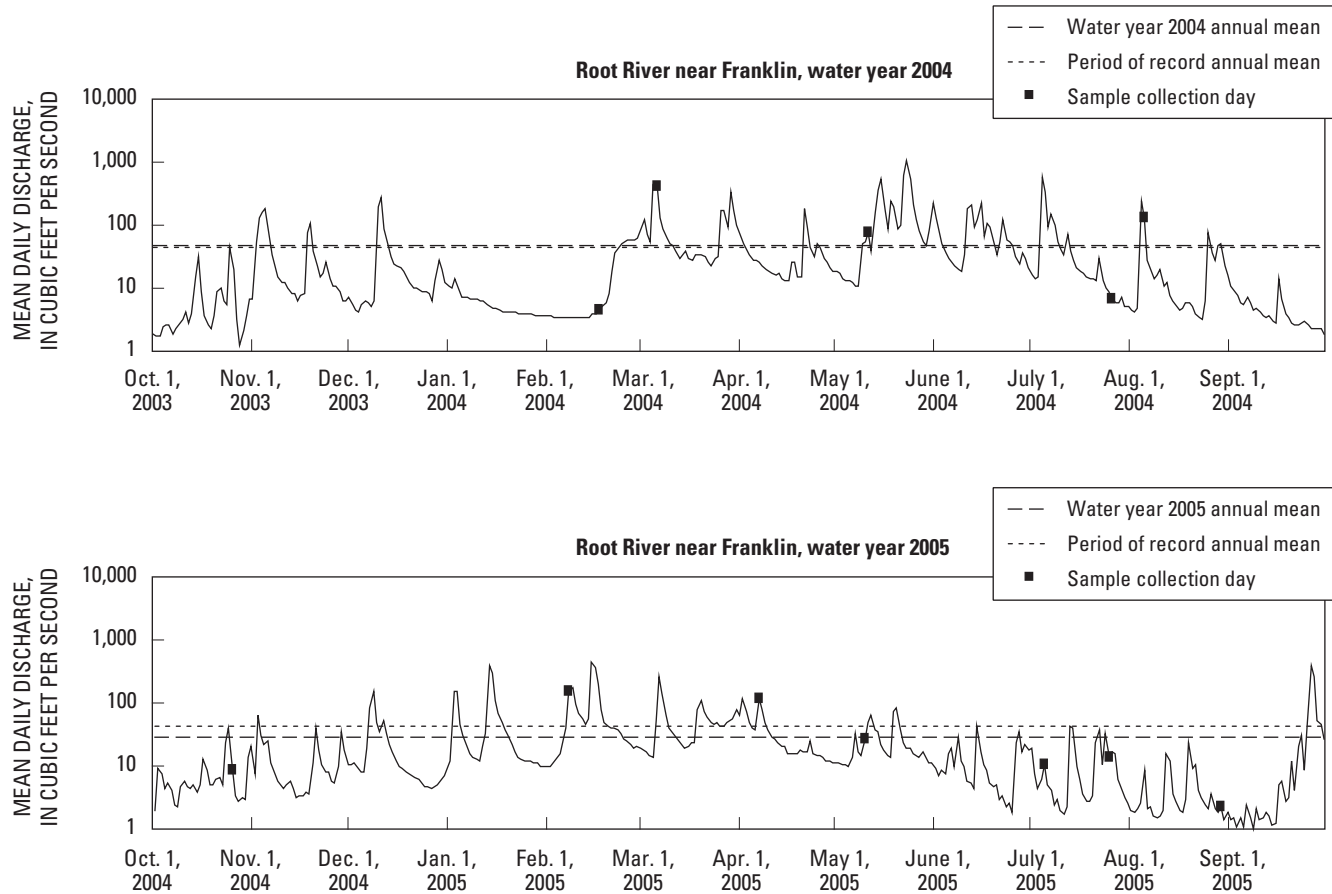 Water year 2004 annual mean
Period of record annual mean
Sample collection day
Root River near Franklin, water year 2004
MEAN DAILY DISCHARGE,
IN CUBIC FEET PER SECOND
10,000
1,000
100
10
1
Oct. 1, Nov. 1, Dec. 1, Jan. 1, Feb. 1, Mar. 1, Apr. 1, May 1, June 1, July 1, Aug. 1, Sept. 1,
2003 2003 2003 2004 2004 2004 2004 2004 2004 2004 2004 2004
Water year 2005 annual mean
Period of record annual mean
Sample collection day
Root River near Franklin, water year 2005
MEAN DAILY DISCHARGE,
IN CUBIC FEET PER SECOND
10,000
1,000
100
10
1
Oct. 1, Nov. 1, Dec. 1, Jan. 1, Feb. 1, Mar. 1, Apr. 1, May 1, June 1, July 1, Aug. 1, Sept. 1,
2004 2004 2004 2005 2005 2005 2005 2005 2005 2005 2005 2005